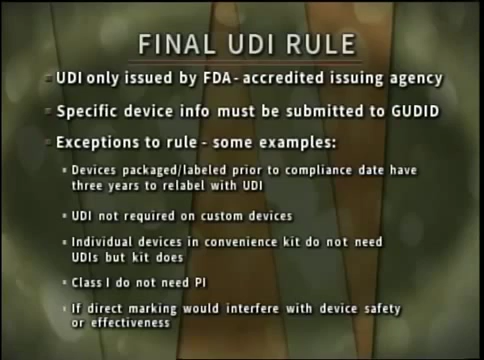 FINAL UDI RULE
UDI only issued by FDA - accredited issuing agency
Specific device info must be submitted to GUDID
Exceptions to rule - some examples:
Devices packaged/labeled prior to compliance date have
three years to relabel with UDI
UDI not required on custom devices
Individual devices in convenience kit do not need
UDIs but kit does
Class I do not need PI
If direct marking would interfere with device safety
or effectiveness